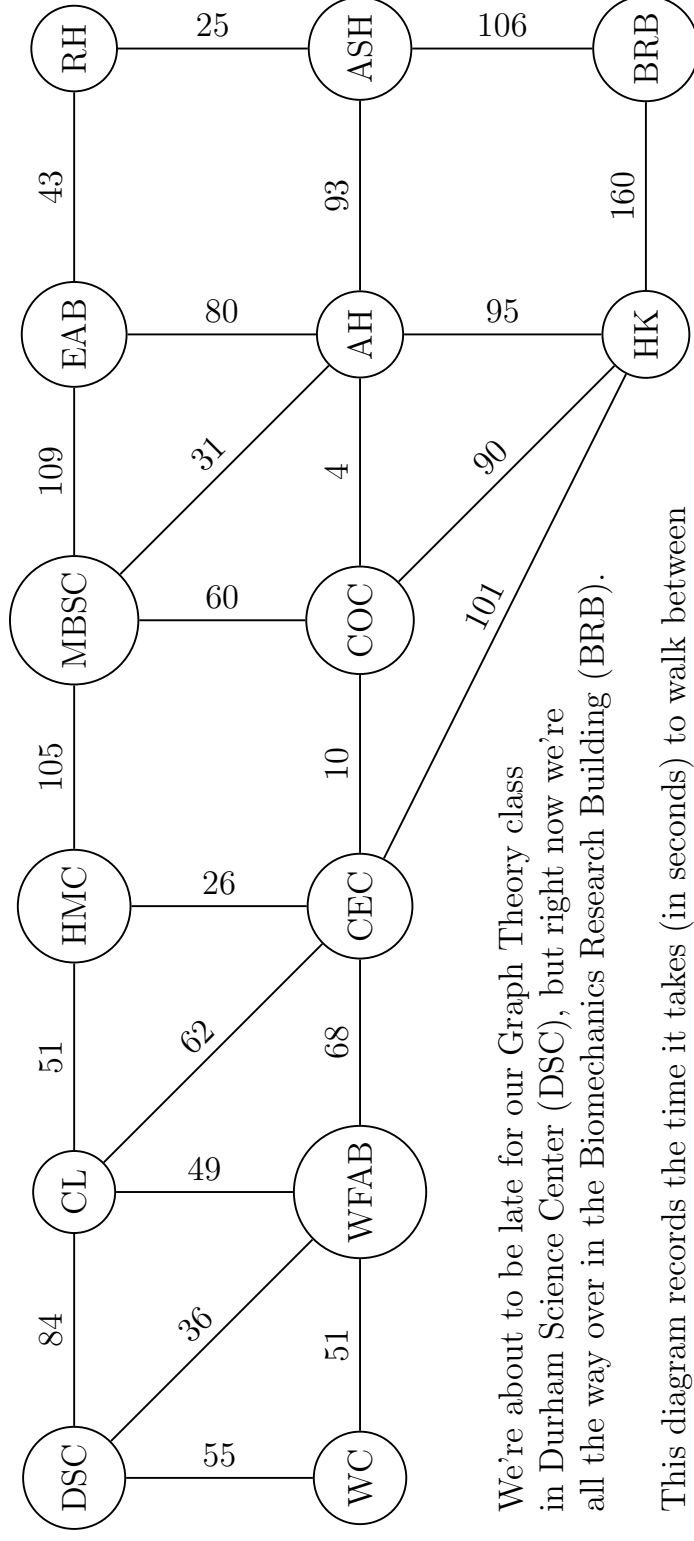 84 51 105 109 43
DSC CL HMC MBSC EAB RH
55 36 49 62 26 60 31 80 25
51 68 10 4 93
WC WFAB CEC COC AH ASH
101 90 95 106
160
HK BRB
We're about to be late for our Graph Theory class
in Durham Science Center (DSC), but right now we're
all the way over in the Biomechanics Research Building (BRB).
This diagram records the time it takes (in seconds) to walk between